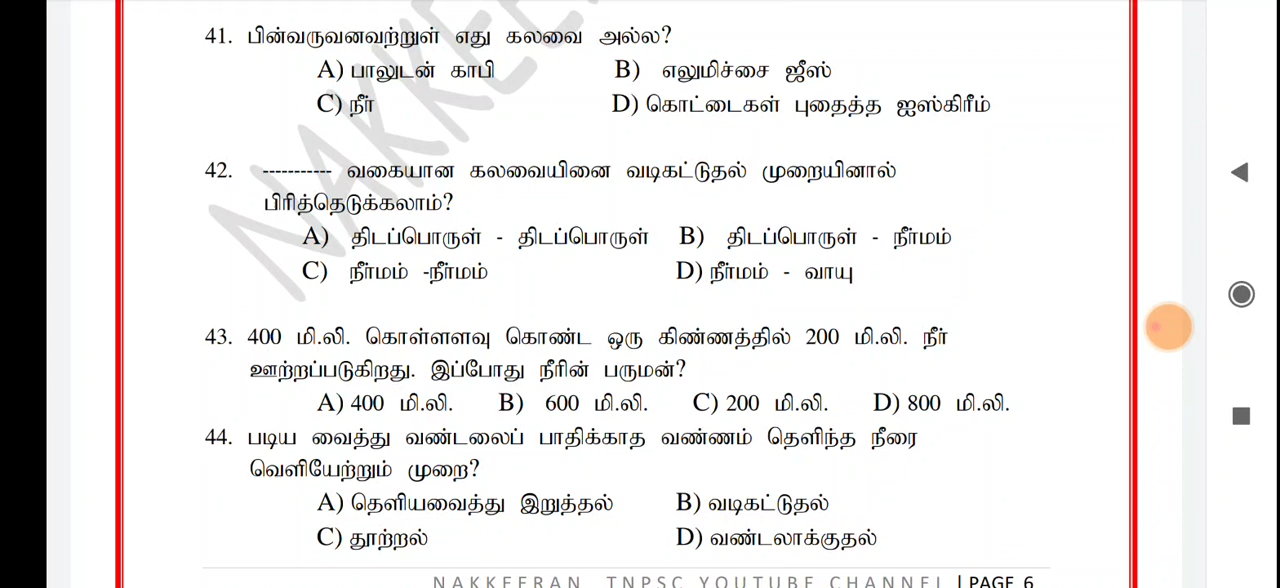 41. பின்வருவனவற்றுள் எது கலவை அல்ல?
A) பாலுடன் காபி B) எலுமிச்சை ஜீஸ்
C) நீர் D) கொட்டைகள் புதைத்த ஐஸ்கிரீம்
42. ----------- வகையான கலவையினை வடிகட்டுதல் முறையினால்
பிரித்தெடுக்கலாம்?
A) திடப்பொருள் - திடப்பொருள் B) திடப்பொருள் - நீர்மம்
C) நீர்மம் -நீர்மம் D) நீர்மம் - வாயு
43. 400 மி.லி. கொள்ளளவு கொண்ட ஒரு கிண்ணத்தில் 200 மி.லி. நீர்
ஊற்றப்படுகிறது. இப்போது நீரின் பருமன்?
A) 400 மி.லி. B) 600 மி.லி. C) 200 மி.லி. D) 800 மி.லி.
44. படிய வைத்து வண்டலைப் பாதிக்காத வண்ணம் தெளிந்த நீரை
வெளியேற்றும் முறை?
A) தெளியவைத்து இறுத்தல் B) வடிகட்டுதல்
C) தூற்றல் D) வண்டலாக்குதல்
NAKKEERAN TNPSC YOUTUBE CHANNEL | PAGE 6